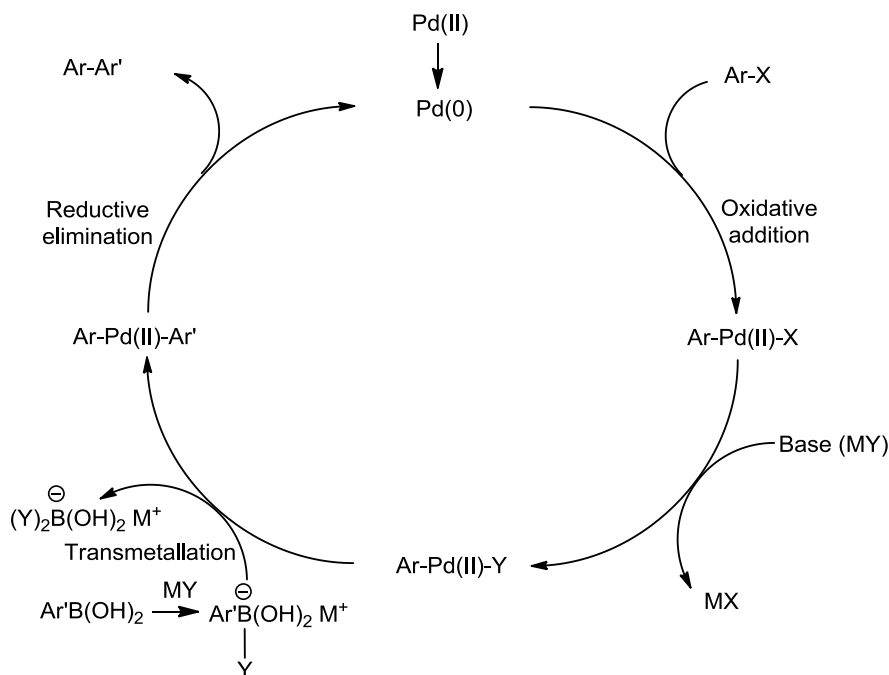 Pd(II)
Ar-Ar'
Ar-X
Pd(0)
Reductive
elimination
Oxidative
addition
Ar-Pd(II)-Ar'
Ar-Pd(II)-X
Base (MY)
⊖
(Y)₂B(OH)₂ M⁺
Transmetallation
Ar-Pd(II)-Y
MY
⊖
Ar'B(OH)₂
Ar'B(OH)₂ M⁺
MX
Y